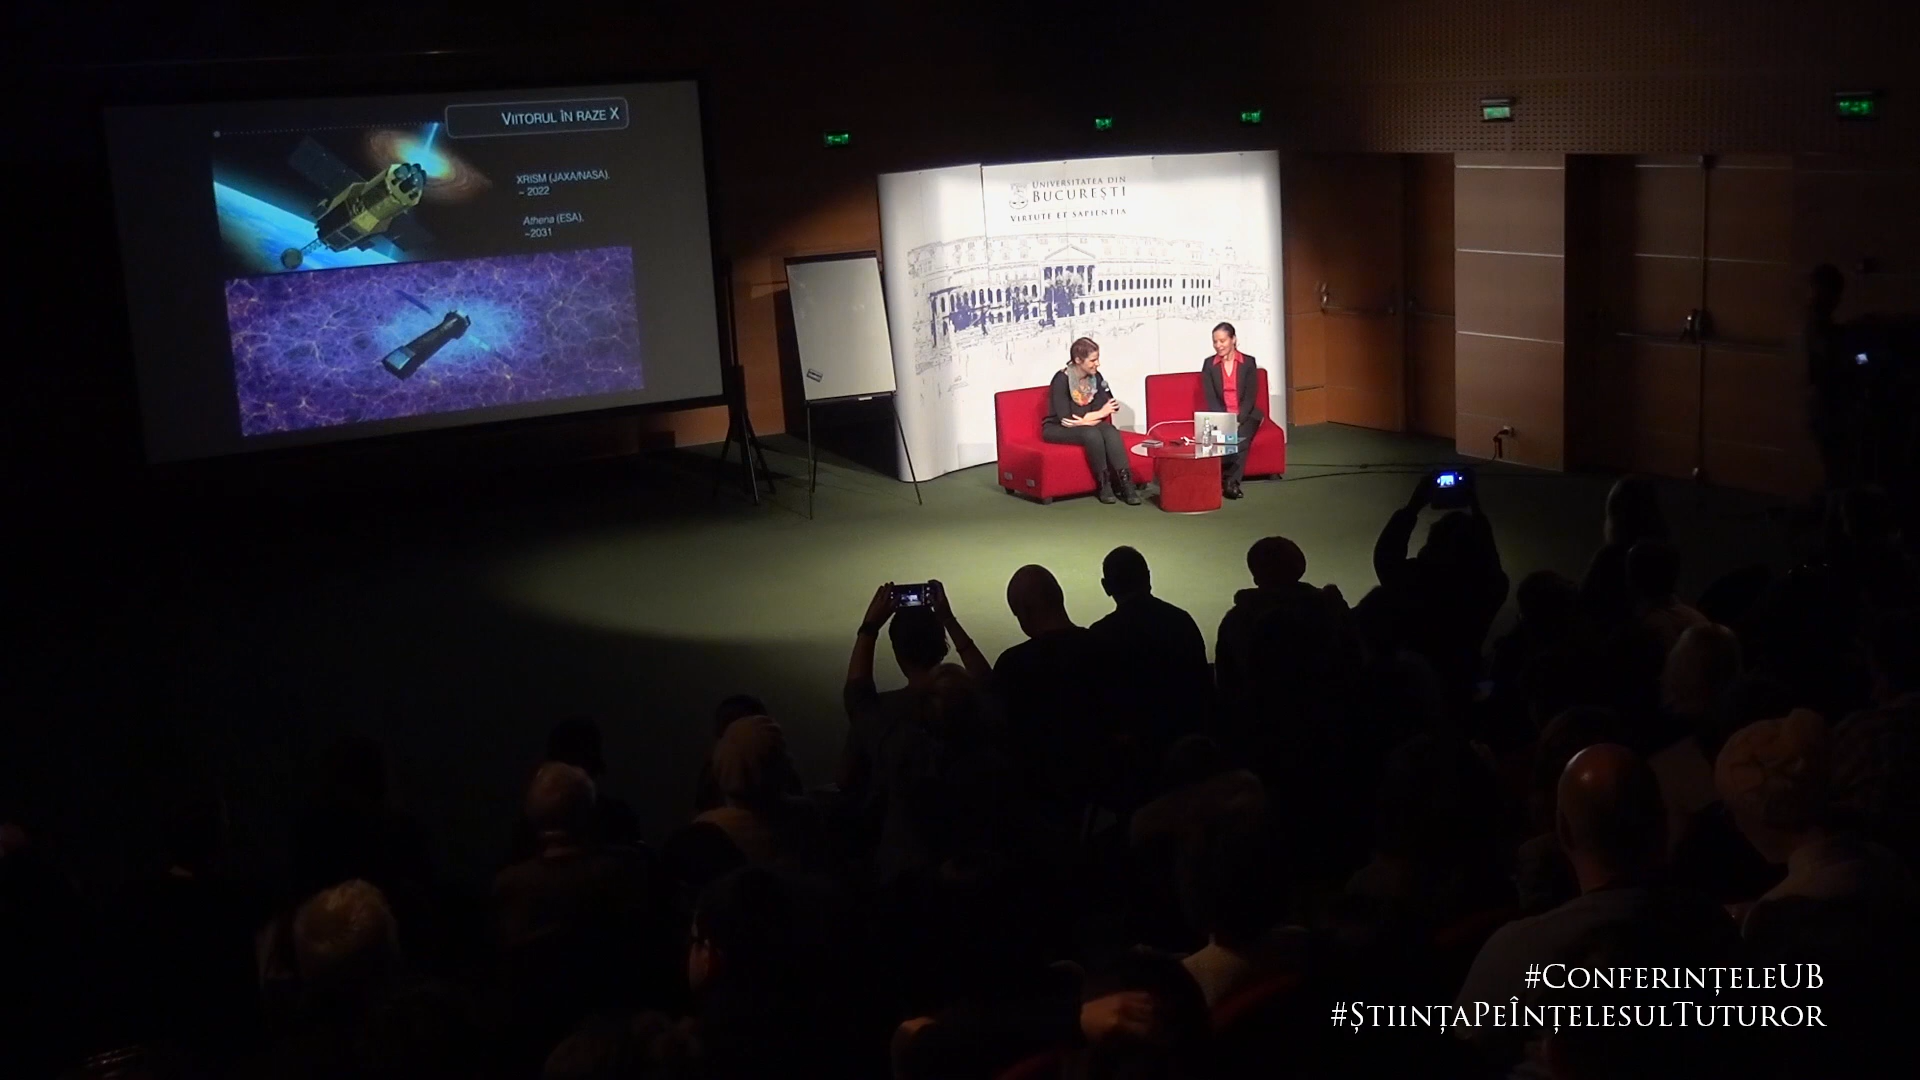 VIITORUL ÎN RAZE X
XRISM (JAXA/NASA),
~ 2022
Athena (ESA),
~2031
UNIVERSITATEA DIN
BUCUREȘTI
VIRTUTE ET SAPIENTIA
#CONFERINȚELEUB
#ȘTIINȚAPEÎNȚELESULTUTUROR